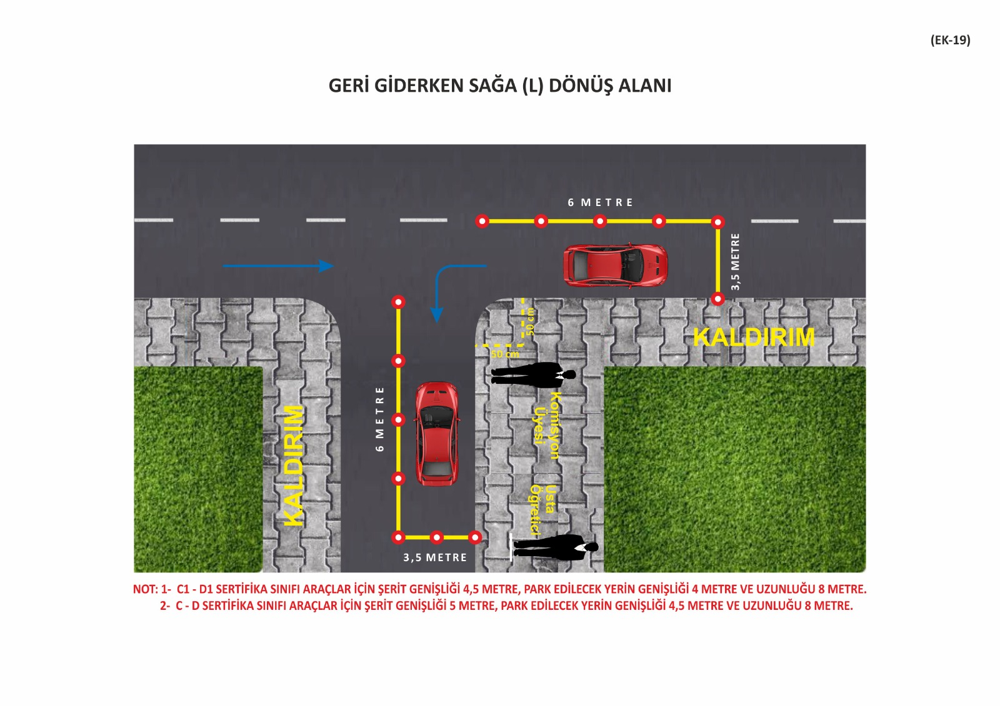 (EK-19)
GERİ GİDERKEN SAĞA (L) DÖNÜŞ ALANI
6 METRE
3,5 METRE
50 cm
50 cm
KALDIRIM
6 METRE
KALDIRIM
Komisyon
Üyesi
Usta
Öğretici
3,5 METRE
NOT: 1- C1 - D1 SERTİFİKA SINIFI ARAÇLAR İÇİN ŞERİT GENİŞLİĞİ 4,5 METRE, PARK EDİLECEK YERİN GENİŞLİĞİ 4 METRE VE UZUNLUĞU 8 METRE.
2- C - D SERTİFİKA SINIFI ARAÇLAR İÇİN ŞERİT GENİŞLİĞİ 5 METRE, PARK EDİLECEK YERİN GENİŞLİĞİ 4,5 METRE VE UZUNLUĞU 8 METRE.